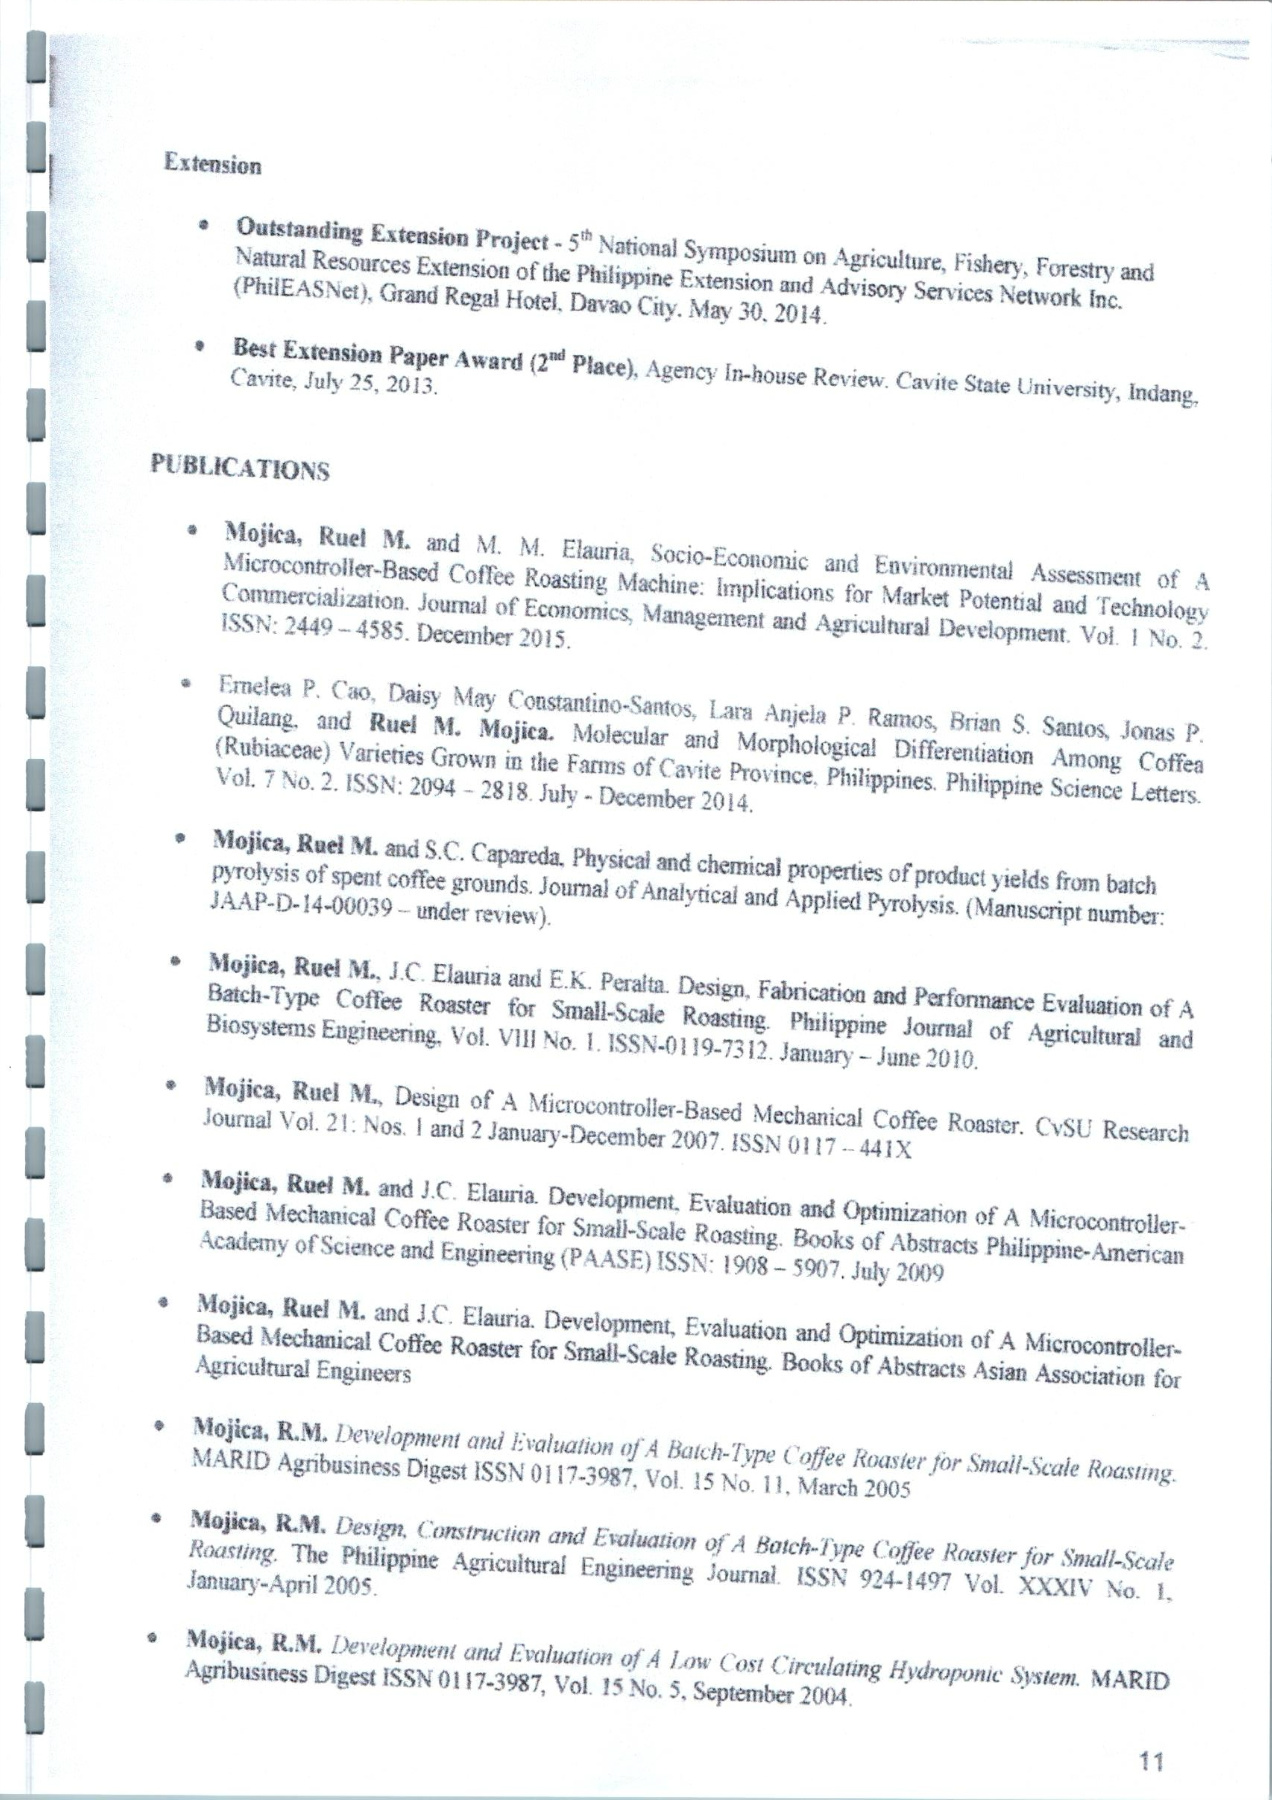 Extension
• Outstanding Extension Project - 5th National Symposium on Agriculture, Fishery, Forestry and
Natural Resources Extension of the Philippine Extension and Advisory Services Network Inc.
(PhilEASNet), Grand Regal Hotel, Davao City. May 30, 2014.
• Best Extension Paper Award (2nd Place), Agency In-house Review. Cavite State University, Indang,
Cavite, July 25, 2013.
PUBLICATIONS
• Mojica, Ruel M. and M. M. Elauria, Socio-Economic and Environmental Assessment of A
Microcontroller-Based Coffee Roasting Machine: Implications for Market Potential and Technology
Commercialization. Journal of Economics, Management and Agricultural Development. Vol. 1 No. 2.
ISSN: 2449 – 4585. December 2015.
• Ernelea P. Cao, Daisy May Constantino-Santos, Lara Anjela P. Ramos, Brian S. Santos, Jonas P.
Quilang, and Ruel M. Mojica. Molecular and Morphological Differentiation Among Coffea
(Rubiaceae) Varieties Grown in the Farms of Cavite Province, Philippines. Philippine Science Letters.
Vol. 7 No. 2. ISSN: 2094 – 2818. July - December 2014.
• Mojica, Ruel M. and S.C. Capareda, Physical and chemical properties of product yields from batch
pyrolysis of spent coffee grounds. Journal of Analytical and Applied Pyrolysis. (Manuscript number:
JAAP-D-14-00039 – under review).
• Mojica, Ruel M., J.C. Elauria and E.K. Peralta. Design, Fabrication and Performance Evaluation of A
Batch-Type Coffee Roaster for Small-Scale Roasting. Philippine Journal of Agricultural and
Biosystems Engineering, Vol. VIII No. 1. ISSN-0119-7312. January – June 2010.
• Mojica, Ruel M., Design of A Microcontroller-Based Mechanical Coffee Roaster. CvSU Research
Journal Vol. 21: Nos. 1 and 2 January-December 2007. ISSN 0117 – 441X
• Mojica, Ruel M. and J.C. Elauria. Development, Evaluation and Optimization of A Microcontroller-
Based Mechanical Coffee Roaster for Small-Scale Roasting. Books of Abstracts Philippine-American
Academy of Science and Engineering (PAASE) ISSN: 1908 – 5907. July 2009
• Mojica, Ruel M. and J.C. Elauria. Development, Evaluation and Optimization of A Microcontroller-
Based Mechanical Coffee Roaster for Small-Scale Roasting. Books of Abstracts Asian Association for
Agricultural Engineers
• Mojica, R.M. Development and Evaluation of A Batch-Type Coffee Roaster for Small-Scale Roasting.
MARID Agribusiness Digest ISSN 0117-3987, Vol. 15 No. 11, March 2005
• Mojica, R.M. Design, Construction and Evaluation of A Batch-Type Coffee Roaster for Small-Scale
Roasting. The Philippine Agricultural Engineering Journal. ISSN 924-1497 Vol. XXXIV No. 1,
January-April 2005.
• Mojica, R.M. Development and Evaluation of A Low Cost Circulating Hydroponic System. MARID
Agribusiness Digest ISSN 0117-3987, Vol. 15 No. 5, September 2004.
11